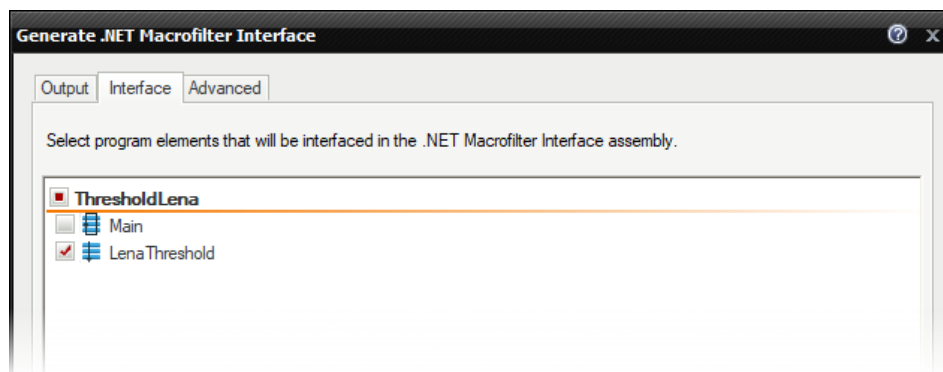 Generate .NET Macrofilter Interface
Output Interface Advanced
Select program elements that will be interfaced in the .NET Macrofilter Interface assembly.
ThresholdLena
Main
LenaThreshold